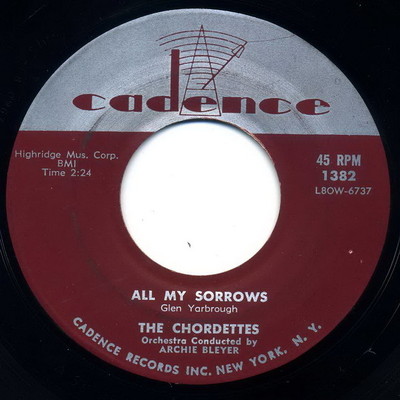 cadence
Highridge Mus. Corp.
BMI
Time 2:24
45 RPM
1382
L8OW-6737
ALL MY SORROWS
Glen Yarbrough
THE CHORDETTES
Orchestra Conducted by
ARCHIE BLEYER
CADENCE RECORDS INC. NEW YORK, N. Y.